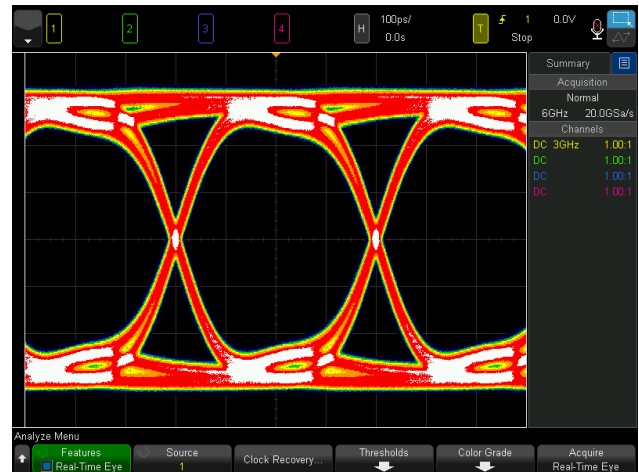 1 2 3 4 H 100ps/ 0.0s T 1 0.0V Stop
Summary
Acquisition
Normal
6GHz 20.0GSa/s
Channels
DC 3GHz 1.00:1
DC 1.00:1
DC 1.00:1
DC 1.00:1
Analyze Menu
Features Real-Time Eye
Source 1
Clock Recovery...
Thresholds
Color Grade
Acquire Real-Time Eye